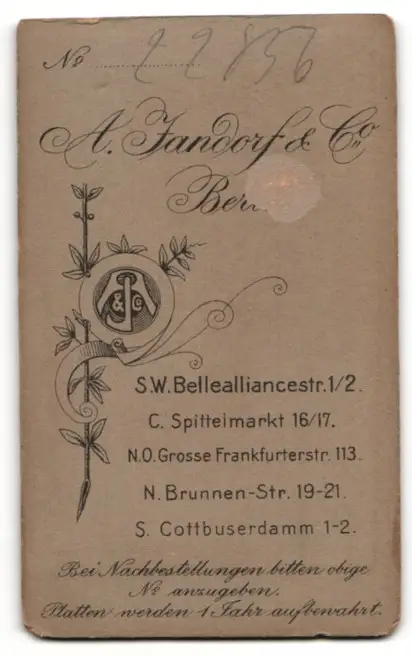 No 22856
A. Jandorf & Co
Ber
A J & Co
S.W. Bellealliancestr. 1/2.
C. Spittelmarkt 16/17.
N.O. Grosse Frankfurterstr. 113.
N. Brunnen-Str. 19-21.
S. Cottbuserdamm 1-2.
Bei Nachbestellungen bitten obige
No anzugeben.
Platten werden 1 Jahr aufbewahrt.